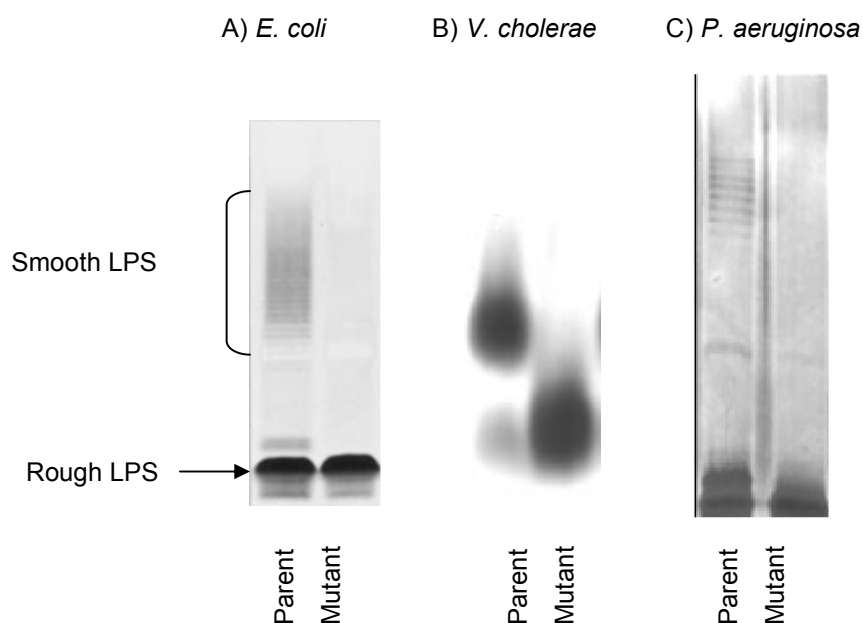 A) E. coli
B) V. cholerae
C) P. aeruginosa
Smooth LPS
Rough LPS
Parent
Mutant
Parent
Mutant
Parent
Mutant